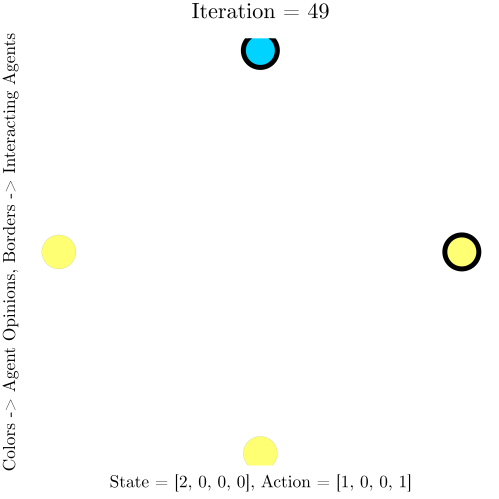 Iteration = 49
Colors -> Agent Opinions, Borders -> Interacting Agents
State = [2, 0, 0, 0], Action = [1, 0, 0, 1]